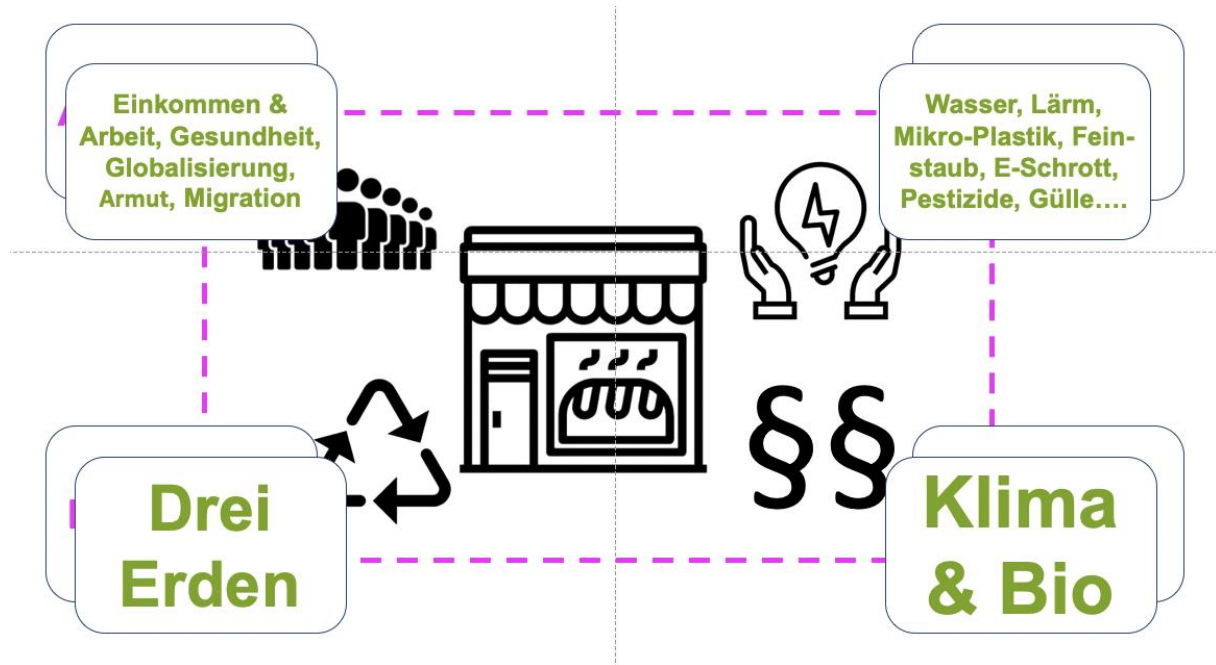 Einkommen &
Arbeit, Gesundheit,
Globalisierung,
Armut, Migration
Wasser, Lärm,
Mikro-Plastik, Fein-
staub, E-Schrott,
Pestizide, Gülle….
§§
Drei
Erden
Klima
& Bio